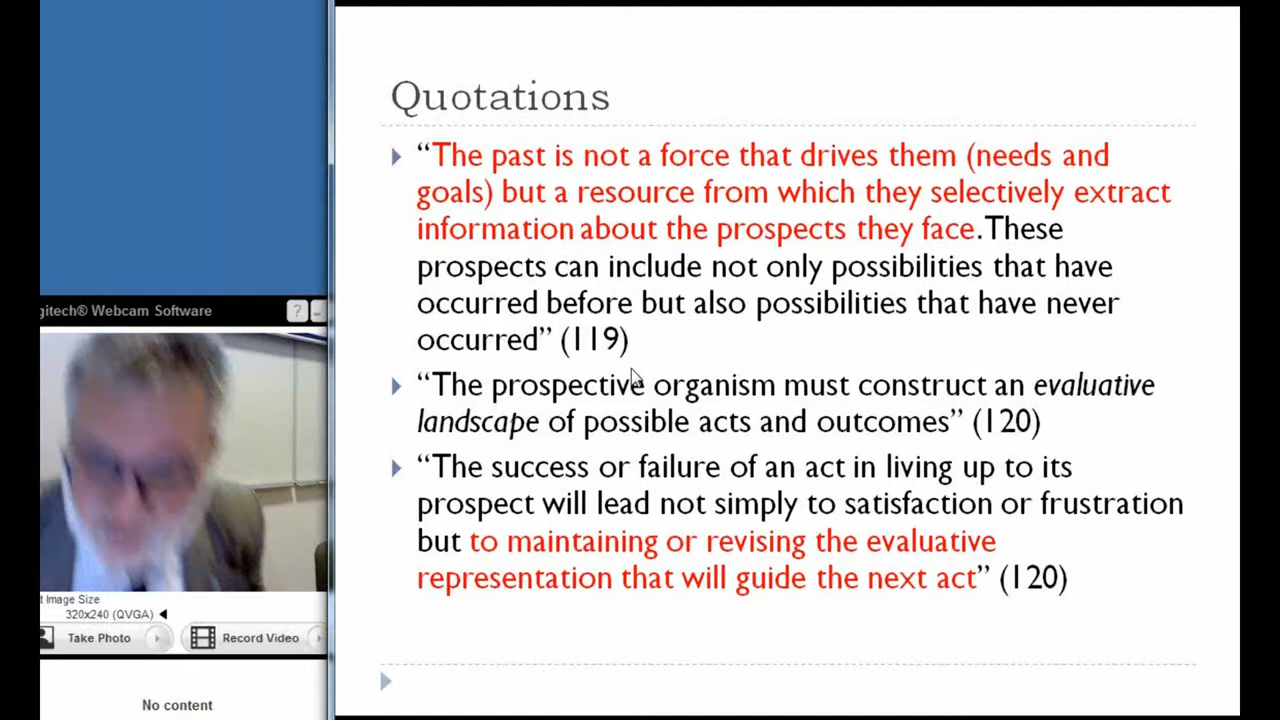 Quotations
“The past is not a force that drives them (needs and
goals) but a resource from which they selectively extract
information about the prospects they face. These
prospects can include not only possibilities that have
occurred before but also possibilities that have never
occurred” (119)
“The prospective organism must construct an evaluative
landscape of possible acts and outcomes” (120)
“The success or failure of an act in living up to its
prospect will lead not simply to satisfaction or frustration
but to maintaining or revising the evaluative
representation that will guide the next act” (120)
gitech® Webcam Software
?
t Image Size
320x240 (QVGA)
Take Photo
Record Video
No content